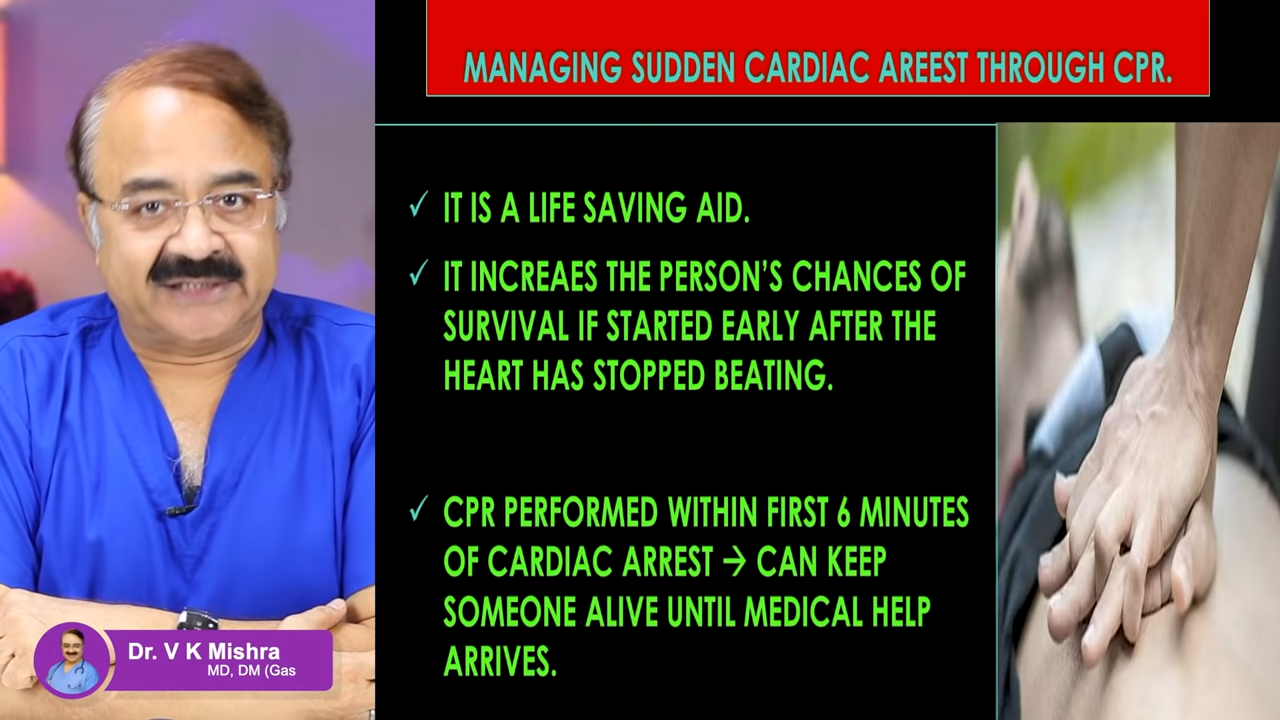 MANAGING SUDDEN CARDIAC AREEST THROUGH CPR.
✓ IT IS A LIFE SAVING AID.
✓ IT INCREAES THE PERSON'S CHANCES OF
SURVIVAL IF STARTED EARLY AFTER THE
HEART HAS STOPPED BEATING.
✓ CPR PERFORMED WITHIN FIRST 6 MINUTES
OF CARDIAC ARREST → CAN KEEP
SOMEONE ALIVE UNTIL MEDICAL HELP
ARRIVES.
Dr. V K Mishra
MD, DM (Gas